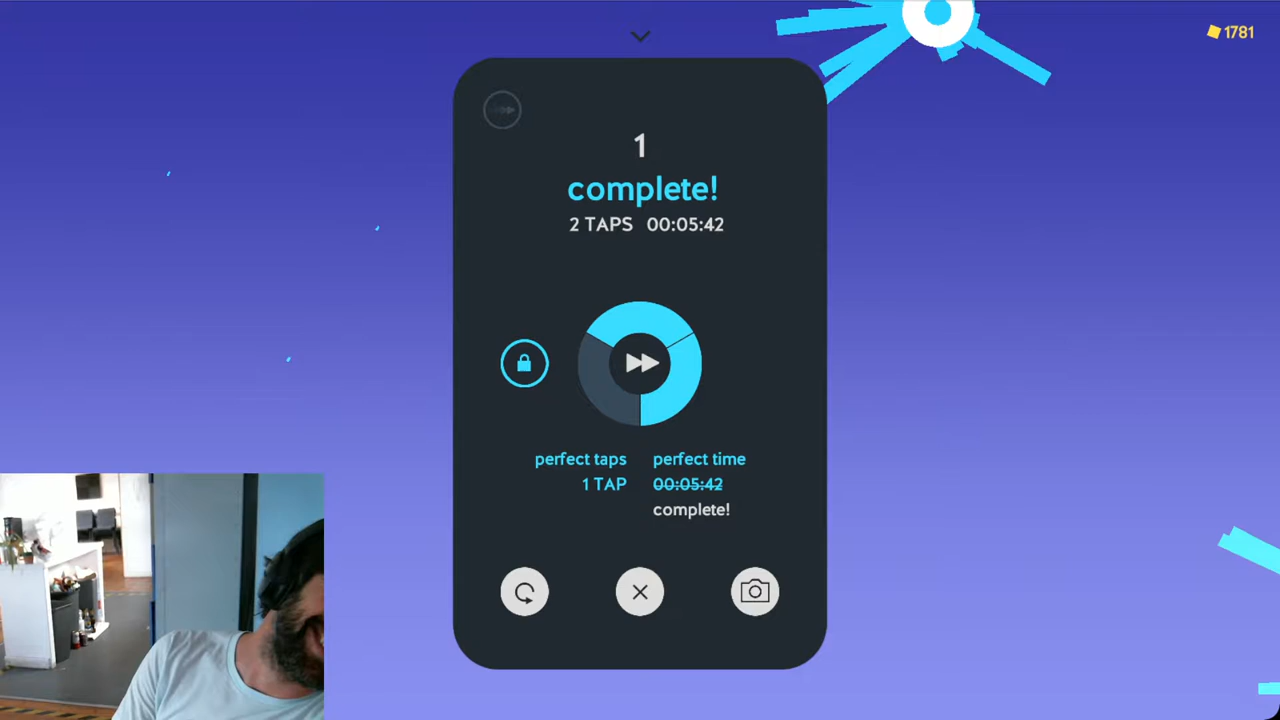 1781
1
complete!
2 TAPS 00:05:42
perfect taps perfect time
1 TAP 00:05:42
complete!